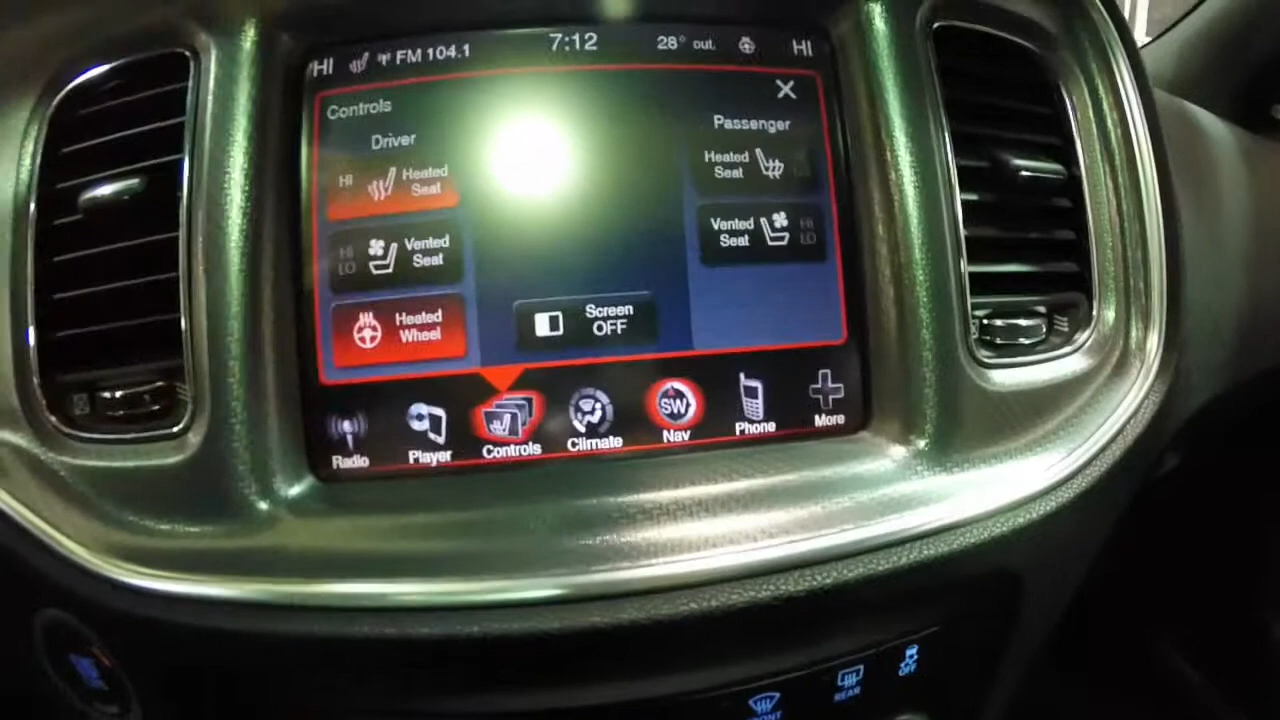 HI FM 104.1 7:12 28° out. HI
Controls
Driver
Passenger
HI
Heated
Seat
Heated
Seat
HI
LO
Vented
Seat
Vented
Seat
HI
LO
Heated
Wheel
Screen
OFF
Radio
Player
Controls
Climate
SW
Nav
Phone
More
FRONT
REAR
OFF